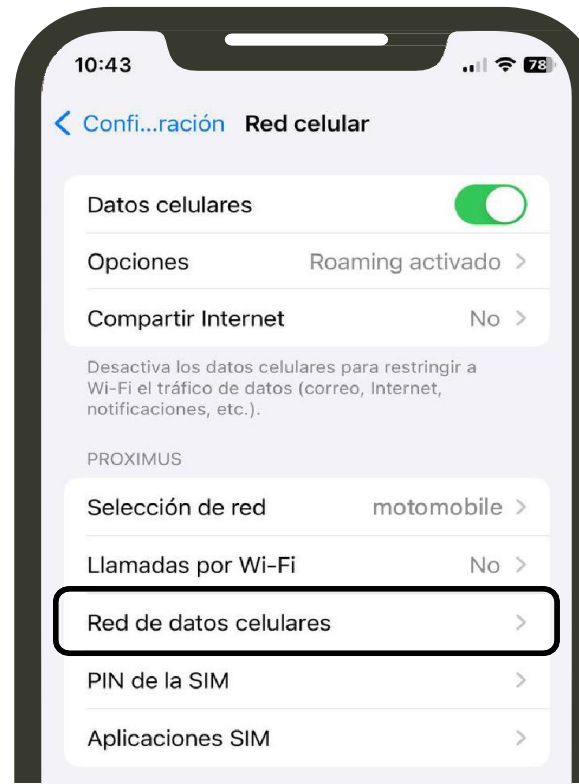 10:43
78
Confi...ración Red celular
Datos celulares
Opciones Roaming activado
Compartir Internet No
Desactiva los datos celulares para restringir a
Wi-Fi el tráfico de datos (correo, Internet,
notificaciones, etc.).
PROXIMUS
Selección de red motomobile
Llamadas por Wi-Fi No
Red de datos celulares
PIN de la SIM
Aplicaciones SIM